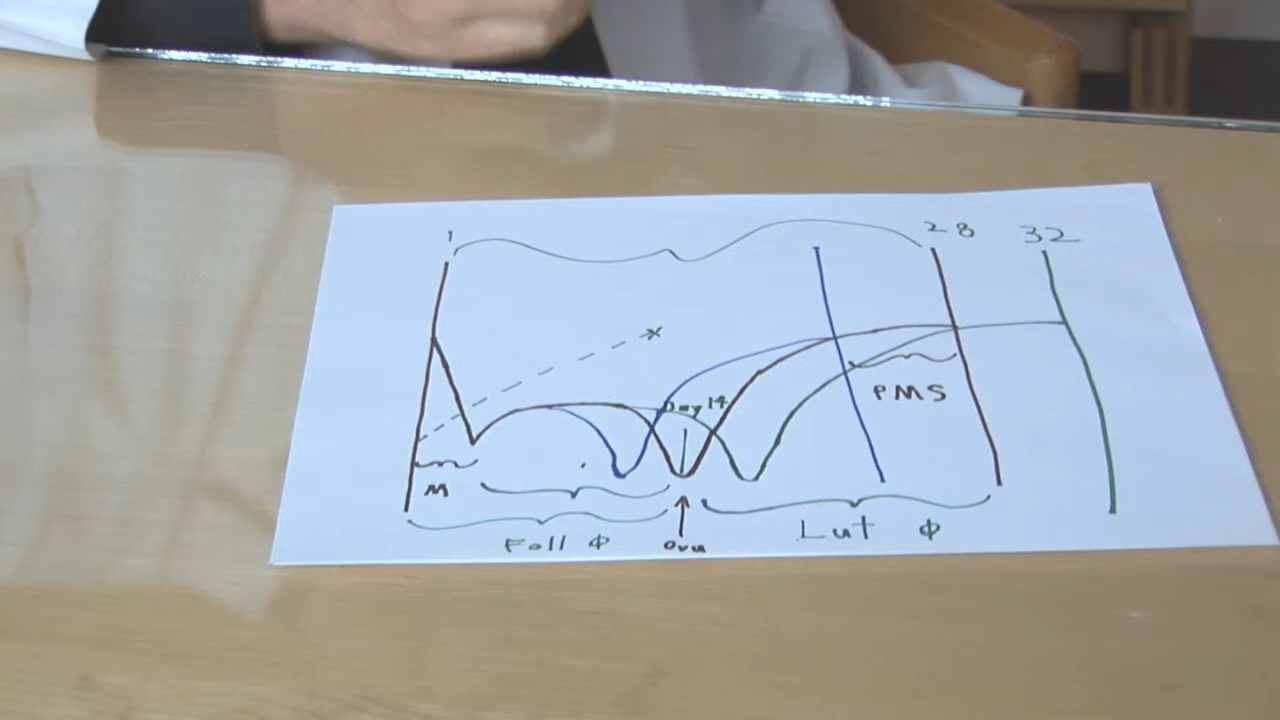 1 28 32
Day 14
PMS
M
Foll Φ
ovu
Lut Φ